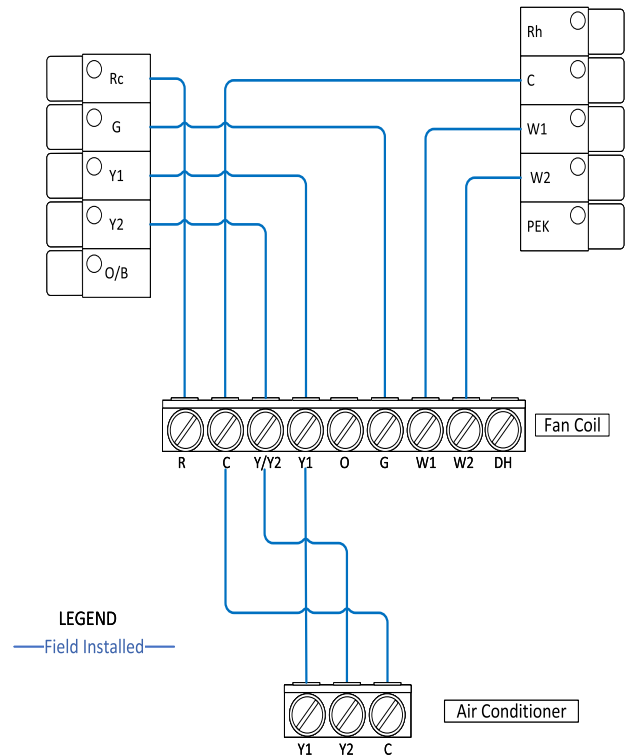 Rh
Rc
C
G
W1
Y1
W2
Y2
PEK
O/B
Fan Coil
R C Y/Y2 Y1 O G W1 W2 DH
LEGEND
Field Installed
Air Conditioner
Y1 Y2 C